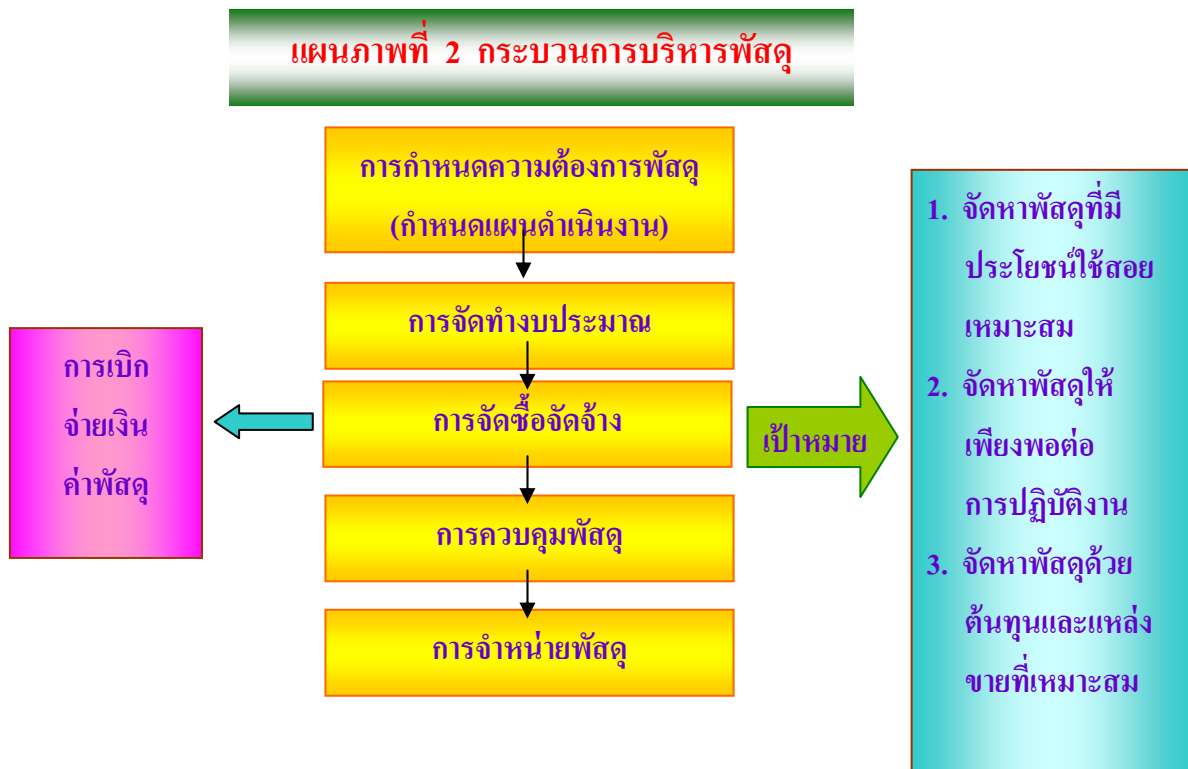 แผนภาพที่ 2 กระบวนการบริหารพัสดุ
การกำหนดความต้องการพัสดุ
(กำหนดแผนดำเนินงาน)
การจัดทำงบประมาณ
การจัดซื้อจัดจ้าง
การควบคุมพัสดุ
การจำหน่ายพัสดุ
การเบิก
จ่ายเงิน
ค่าพัสดุ
เป้าหมาย
1. จัดหาพัสดุที่มี
ประโยชน์ใช้สอย
เหมาะสม
2. จัดหาพัสดุให้
เพียงพอต่อ
การปฏิบัติงาน
3. จัดหาพัสดุด้วย
ต้นทุนและแหล่ง
ขายที่เหมาะสม